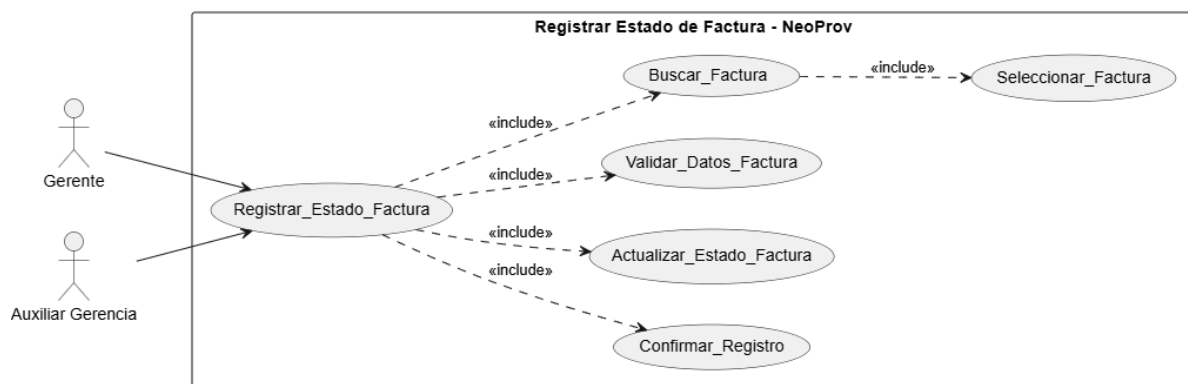 Registrar Estado de Factura - NeoProv
Buscar_Factura
«include»
Seleccionar_Factura
«include»
Validar_Datos_Factura
«include»
Gerente
Registrar_Estado_Factura
«include»
Actualizar_Estado_Factura
«include»
Auxiliar Gerencia
Confirmar_Registro